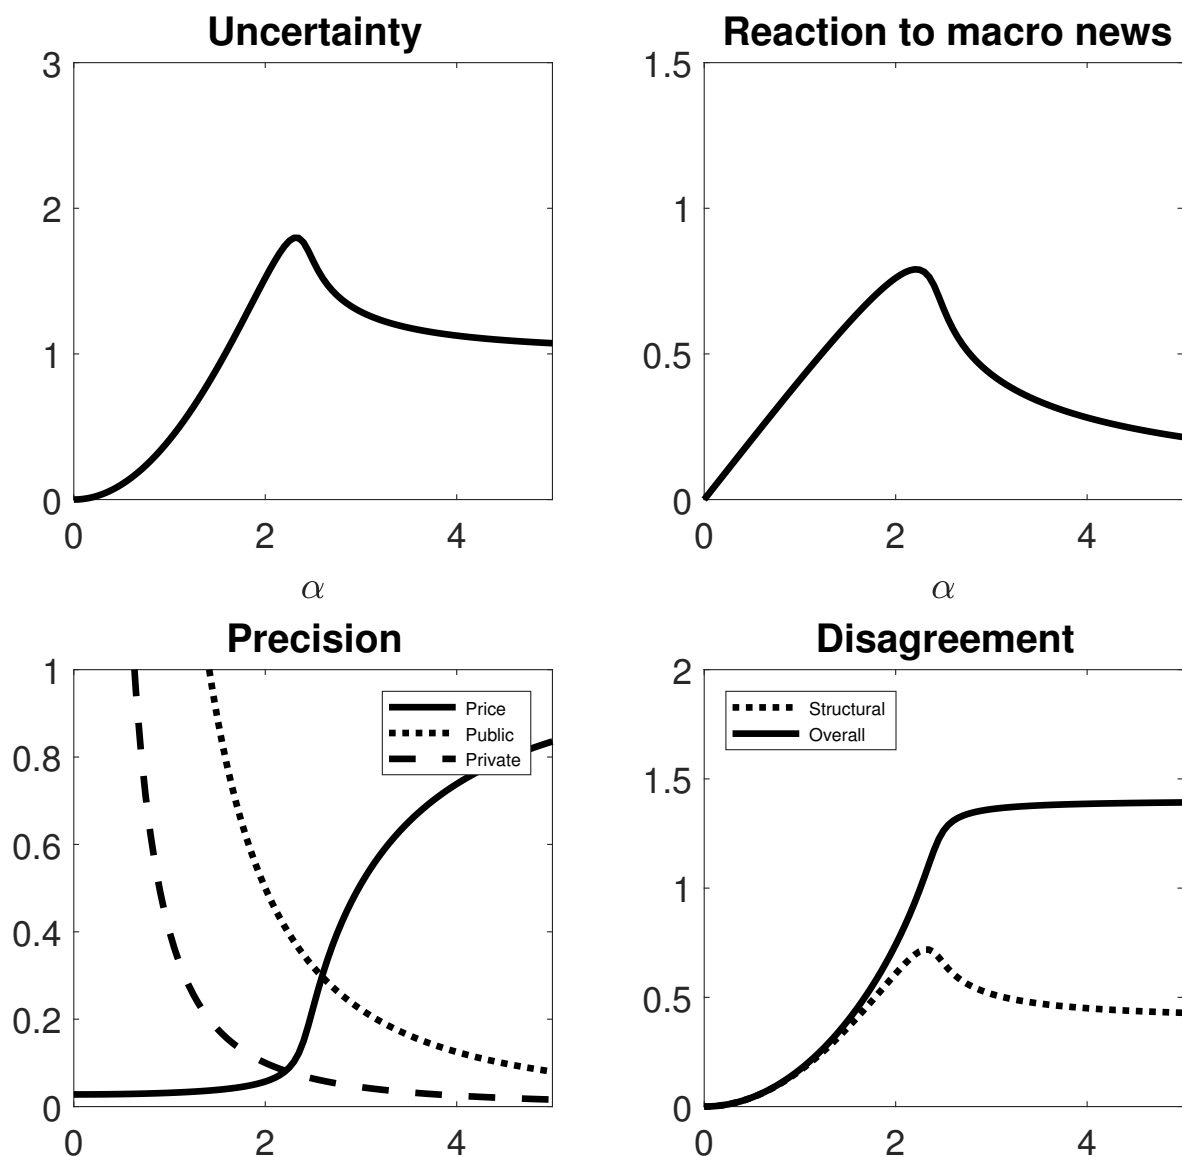 Uncertainty
3
2
1
0
0 2 4
α
Reaction to macro news
1.5
1
0.5
0
0 2 4
α
Precision
1
0.8
0.6
0.4
0.2
0
Price
Public
Private
0 2 4
Disagreement
2
1.5
1
0.5
0
Structural
Overall
0 2 4